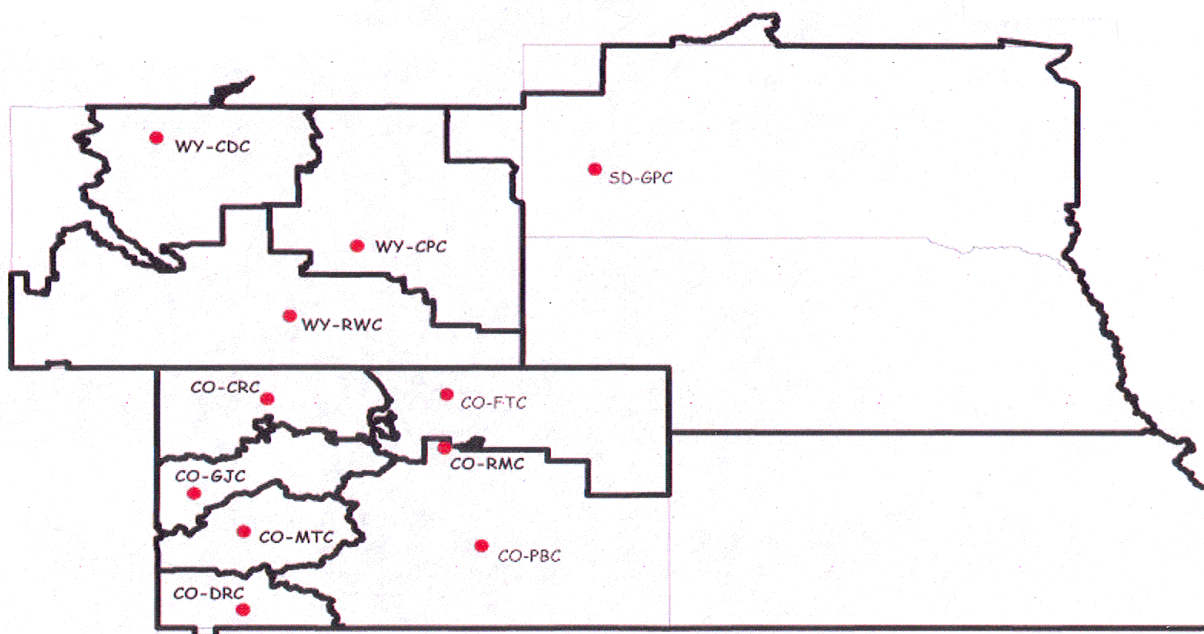 WY-CDC
SD-GPC
WY-CPC
WY-RWC
CO-CRC
CO-FTC
CO-RMC
CO-GJC
CO-MTC
CO-PBC
CO-DRC